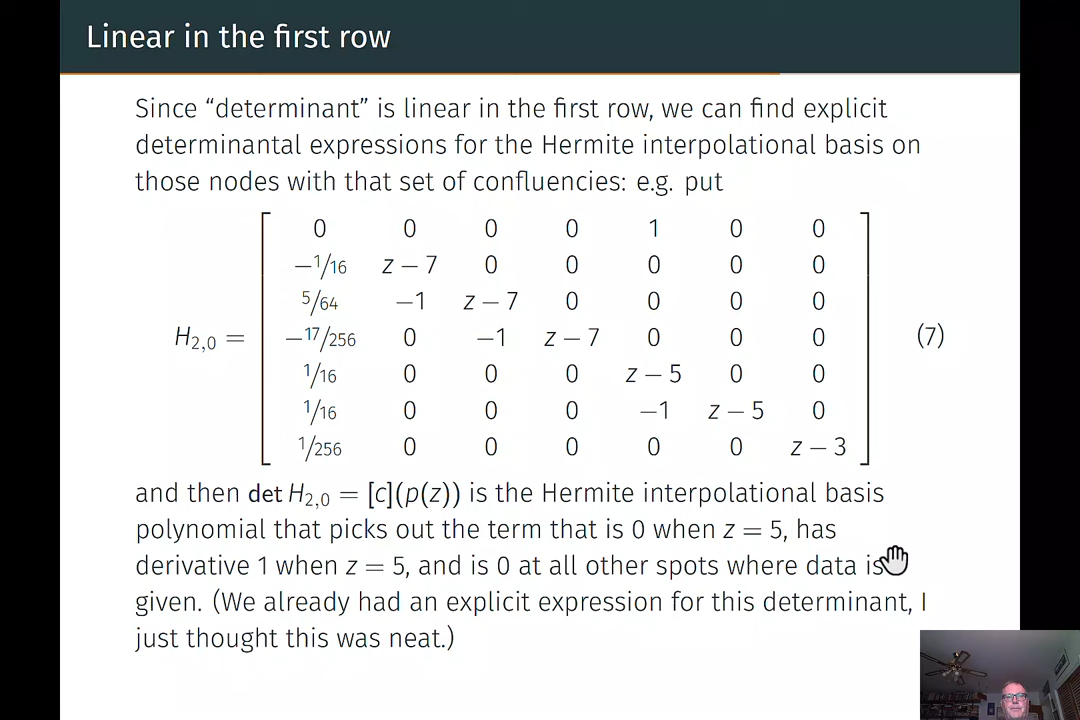 Linear in the first row
Since “determinant” is linear in the first row, we can find explicit
determinantal expressions for the Hermite interpolational basis on
those nodes with that set of confluencies: e.g. put
0 0 0 0 1 0 0
−1/16 z − 7 0 0 0 0 0
5/64 −1 z − 7 0 0 0 0
H2,0 = −17/256 0 −1 z − 7 0 0 0 (7)
1/16 0 0 0 z − 5 0 0
1/16 0 0 0 −1 z − 5 0
1/256 0 0 0 0 0 z − 3
and then det H2,0 = [c](p(z)) is the Hermite interpolational basis
polynomial that picks out the term that is 0 when z = 5, has
derivative 1 when z = 5, and is 0 at all other spots where data is
given. (We already had an explicit expression for this determinant, I
just thought this was neat.)